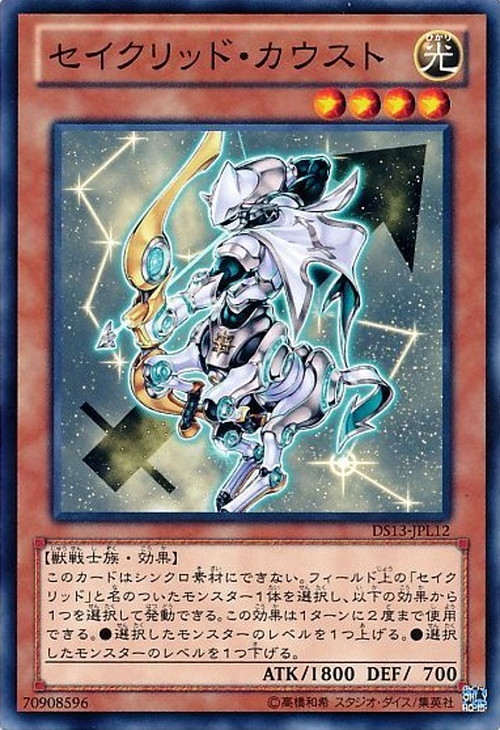 セイクリッド・カウスト
ひかり
光
DS13-JPL12
【獣戦士族・効果】
このカードはシンクロ素材にできない。フィールド上の「セイク
リッド」と名のついたモンスター1体を選択し、以下の効果から
1つを選択して発動できる。この効果は1ターンに2度まで使用
できる。●選択したモンスターのレベルを1つ上げる。●選択
したモンスターのレベルを1つ下げる。
ATK/1800 DEF/ 700
70908596
©高橋和希 スタジオ・ダイス/集英社